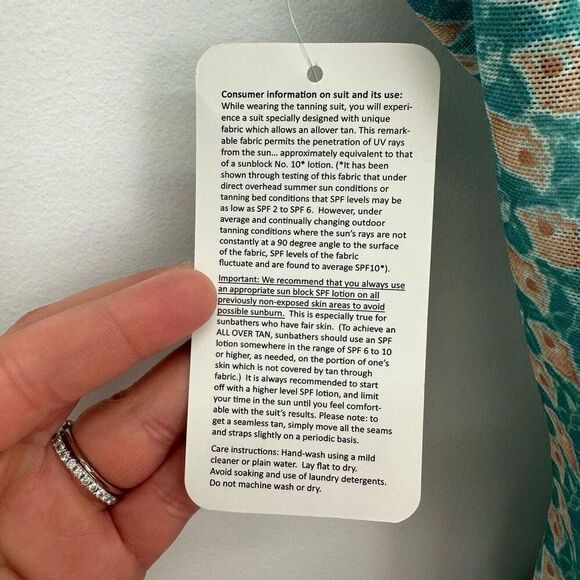 Consumer information on suit and its use:
While wearing the tanning suit, you will experi-
ence a suit specially designed with unique
fabric which allows an allover tan. This remark-
able fabric permits the penetration of UV rays
from the sun... approximately equivalent to that
of a sunblock No. 10* lotion. (*It has been
shown through testing of this fabric that under
direct overhead summer sun conditions or
tanning bed conditions that SPF levels may be
as low as SPF 2 to SPF 6. However, under
average and continually changing outdoor
tanning conditions where the sun's rays are not
constantly at a 90 degree angle to the surface
of the fabric, SPF levels of the fabric
fluctuate and are found to average SPF10*).
Important: We recommend that you always use
an appropriate sun block SPF lotion on all
previously non-exposed skin areas to avoid
possible sunburn. This is especially true for
sunbathers who have fair skin. (To achieve an
ALL OVER TAN, sunbathers should use an SPF
lotion somewhere in the range of SPF 6 to 10
or higher, as needed, on the portion of one's
skin which is not covered by tan through
fabric.) It is always recommended to start
off with a higher level SPF lotion, and limit
your time in the sun until you feel comfort-
able with the suit's results. Please note: to
get a seamless tan, simply move all the seams
and straps slightly on a periodic basis.
Care instructions: Hand-wash using a mild
cleaner or plain water. Lay flat to dry.
Avoid soaking and use of laundry detergents.
Do not machine wash or dry.